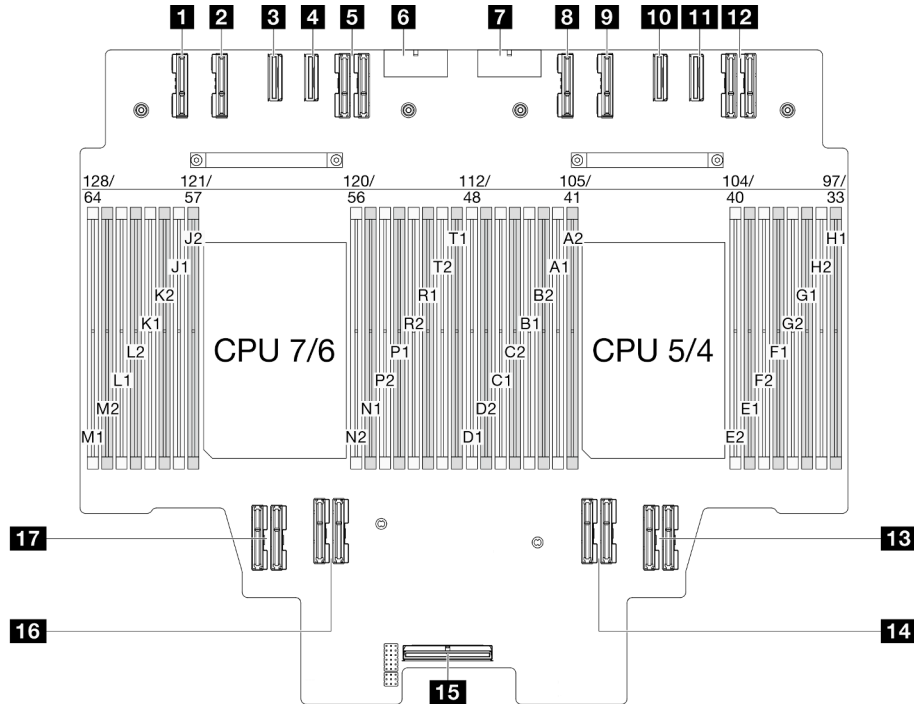 1 2 3 4 5 6 7 8 9 10 11 12
128/ 121/ 120/ 112/ 105/ 104/ 97/
64 57 56 48 41 40 33
J2 T1 A2 H1
J1 T2 A1 H2
K2 R1 B2 G1
K1 R2 B1 G2
L2 CPU 7/6 P1 C2 CPU 5/4 F1
L1 P2 C1 F2
M2 N1 D2 E1
M1 N2 D1 E2
17 13
16 14
15